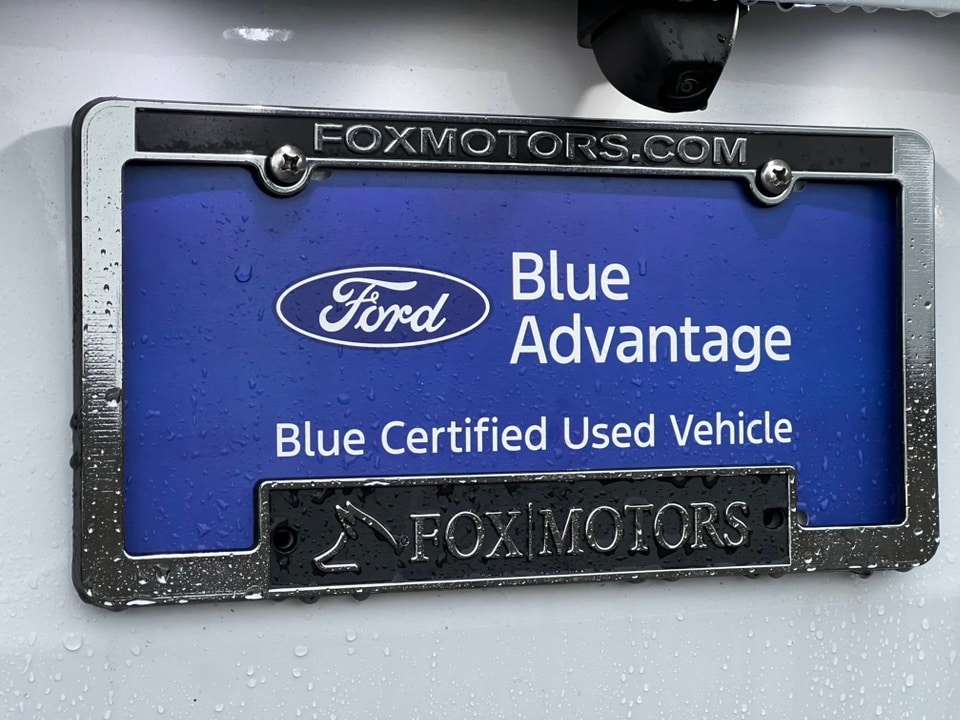 FOXMOTORS.COM
Ford
Blue
Advantage
Blue Certified Used Vehicle
FOX|MOTORS